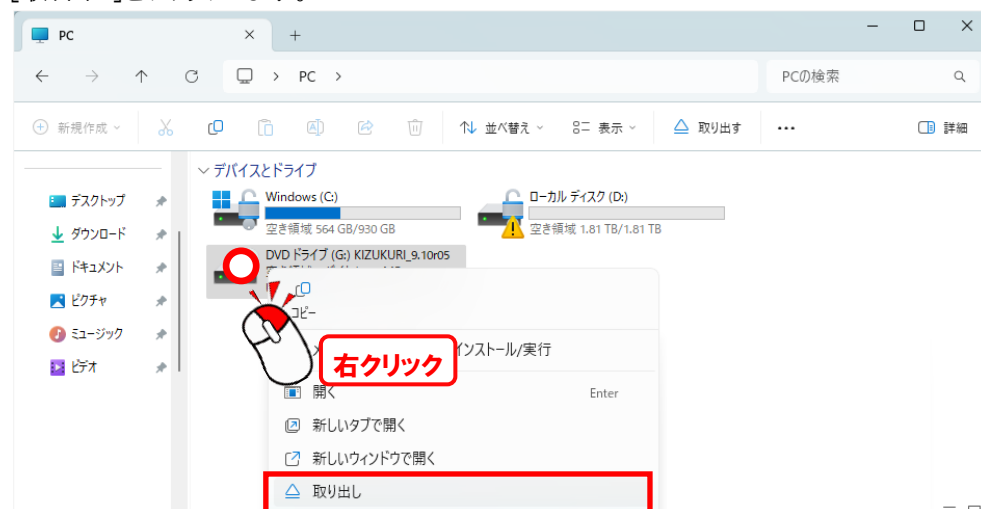 PC
PC
PCの検索
新規作成
並べ替え
表示
取り出す
詳細
デバイスとドライブ
デスクトップ
ダウンロード
ドキュメント
ピクチャ
ミュージック
ビデオ
Windows (C:)
空き領域 564 GB/930 GB
ローカル ディスク (D:)
空き領域 1.81 TB/1.81 TB
DVD ドライブ (G:) KIZUKURI_9.10r05
コピー
インストール/実行
右クリック
開く Enter
新しいタブで開く
新しいウィンドウで開く
取り出し